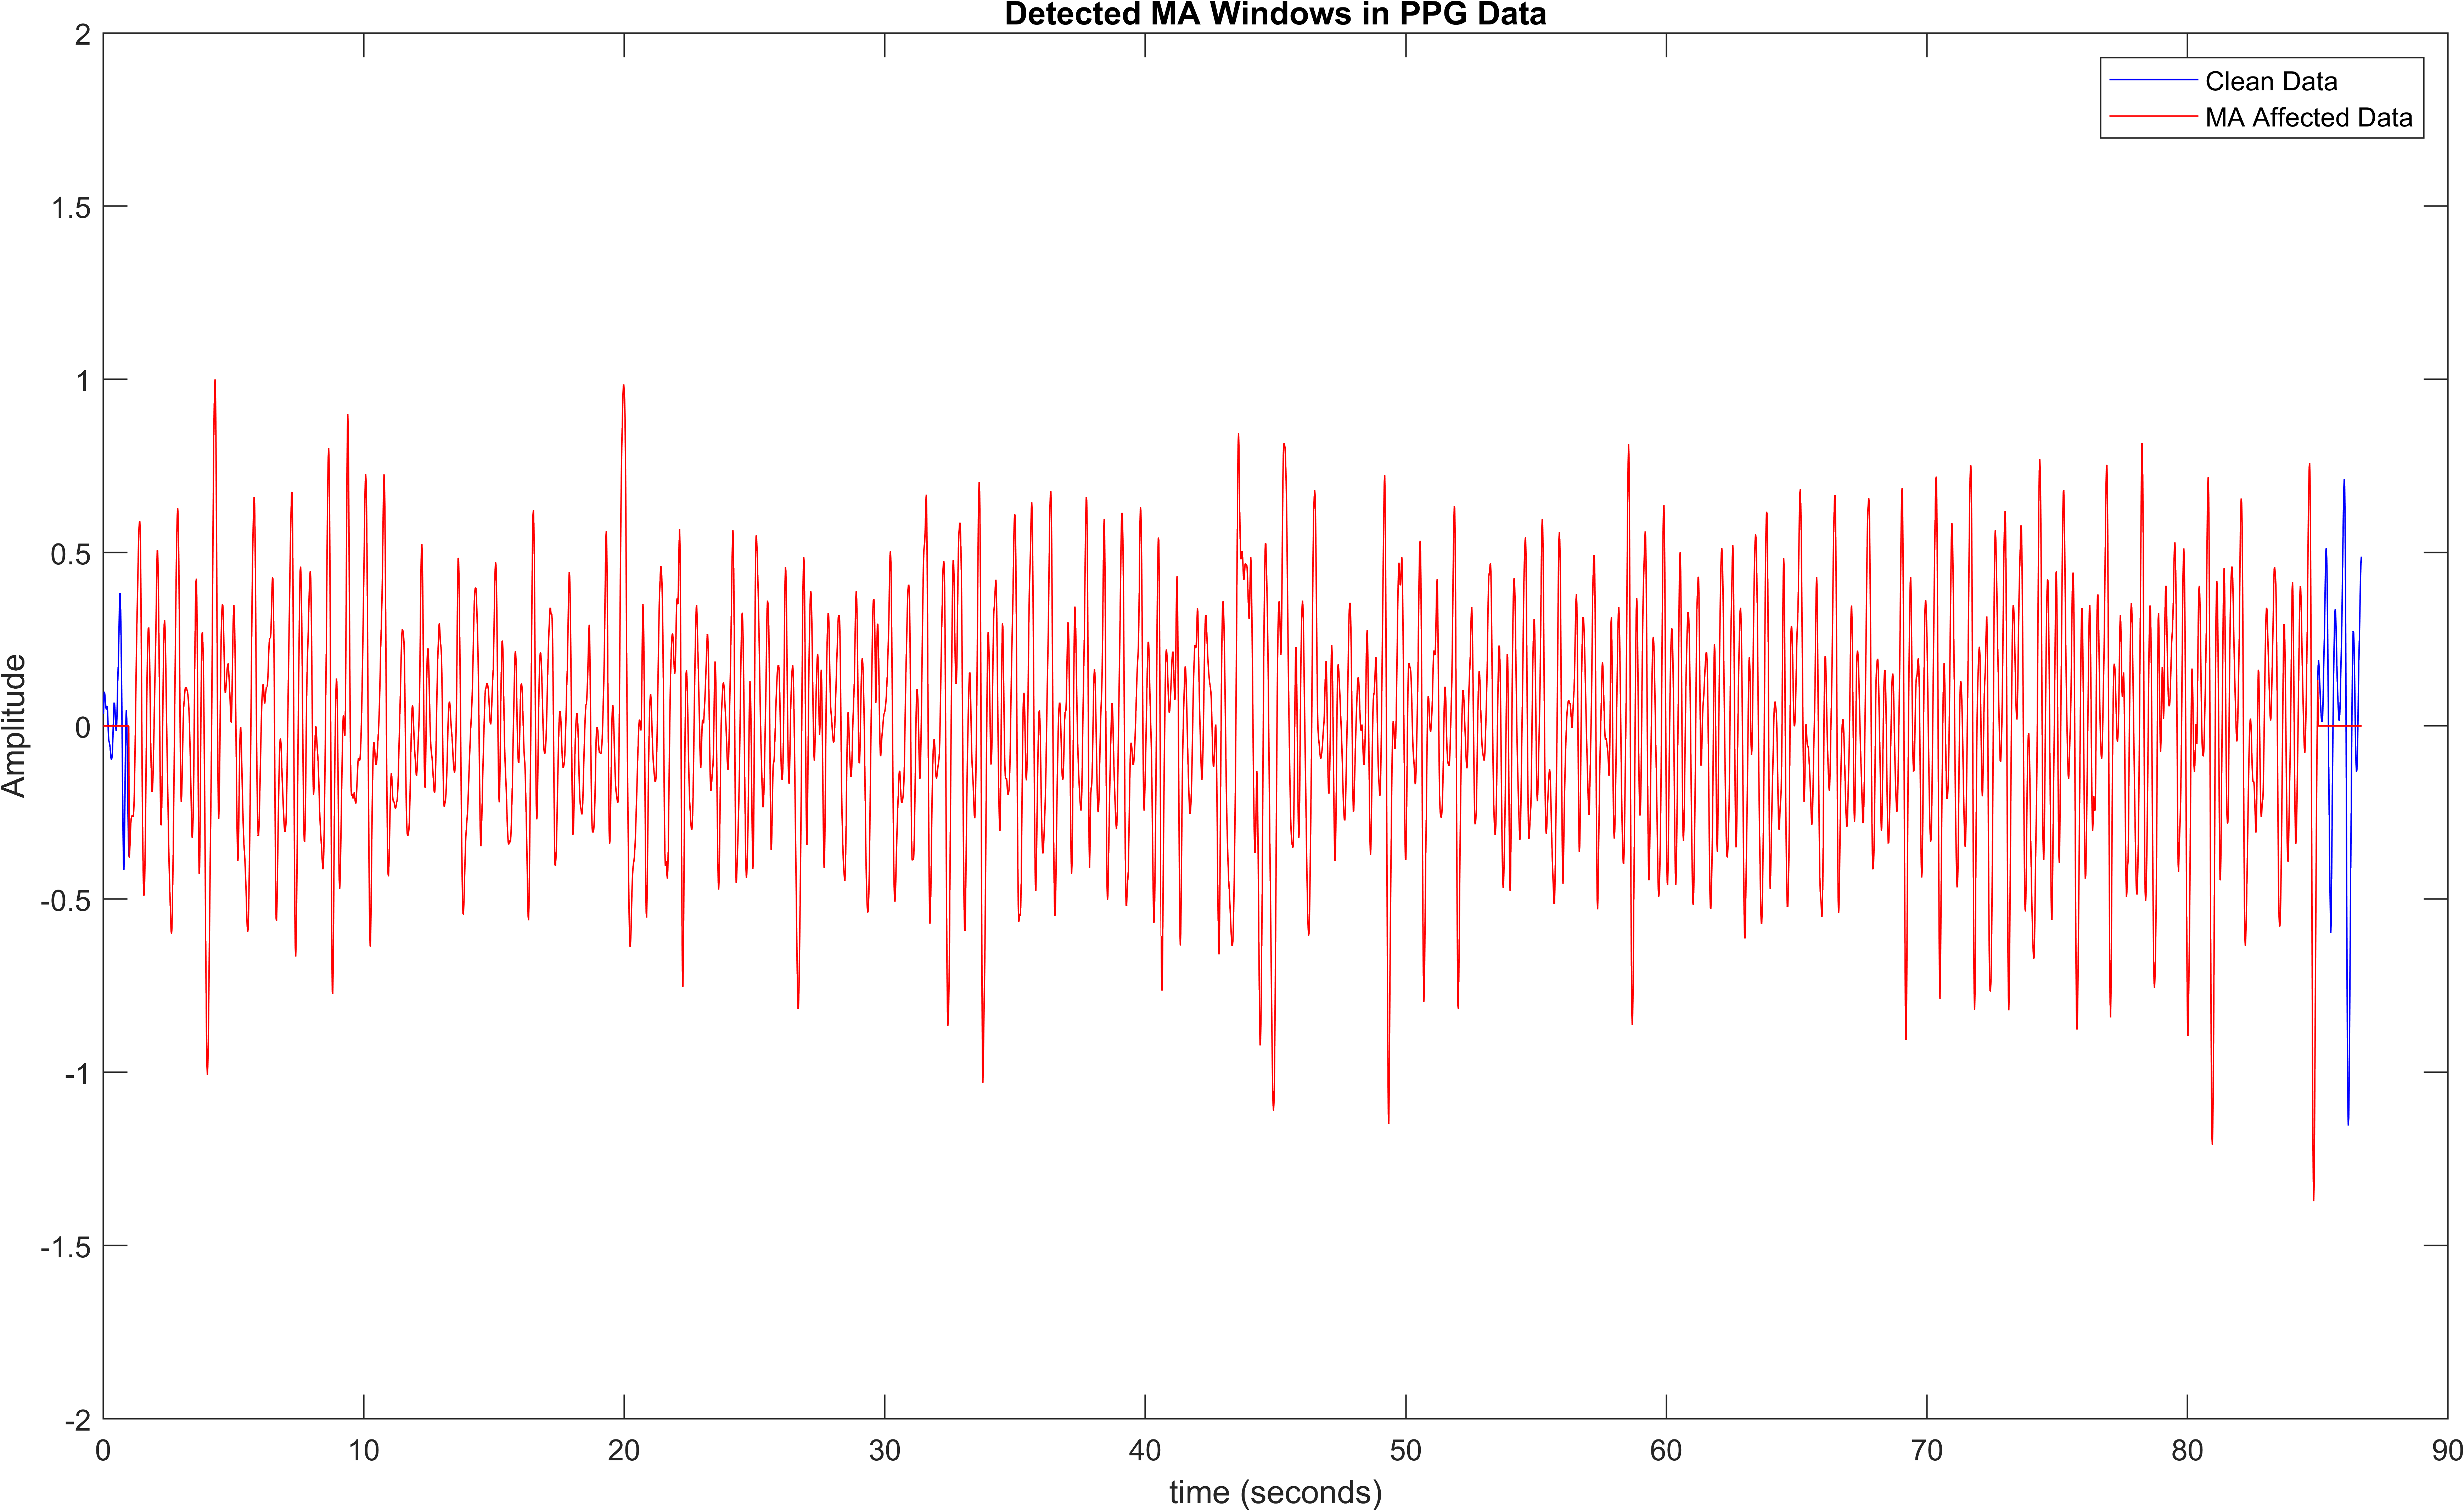 Detected MA Windows in PPG Data
Clean Data
MA Affected Data
2
1.5
1
0.5
0
-0.5
-1
-1.5
-2
Amplitude
0 10 20 30 40 50 60 70 80 90
time (seconds)